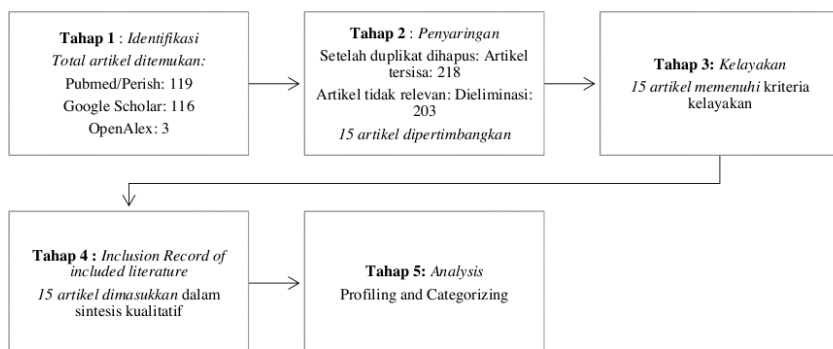 Tahap 1 : Identifikasi
Total artikel ditemukan:
Pubmed/Perish: 119
Google Scholar: 116
OpenAlex: 3
Tahap 2 : Penyaringan
Setelah duplikat dihapus: Artikel
tersisa: 218
Artikel tidak relevan: Dieliminasi:
203
15 artikel dipertimbangkan
Tahap 3: Kelayakan
15 artikel memenuhi kriteria
kelayakan
Tahap 4 : Inclusion Record of
included literature
15 artikel dimasukkan dalam
sintesis kualitatif
Tahap 5: Analysis
Profiling and Categorizing